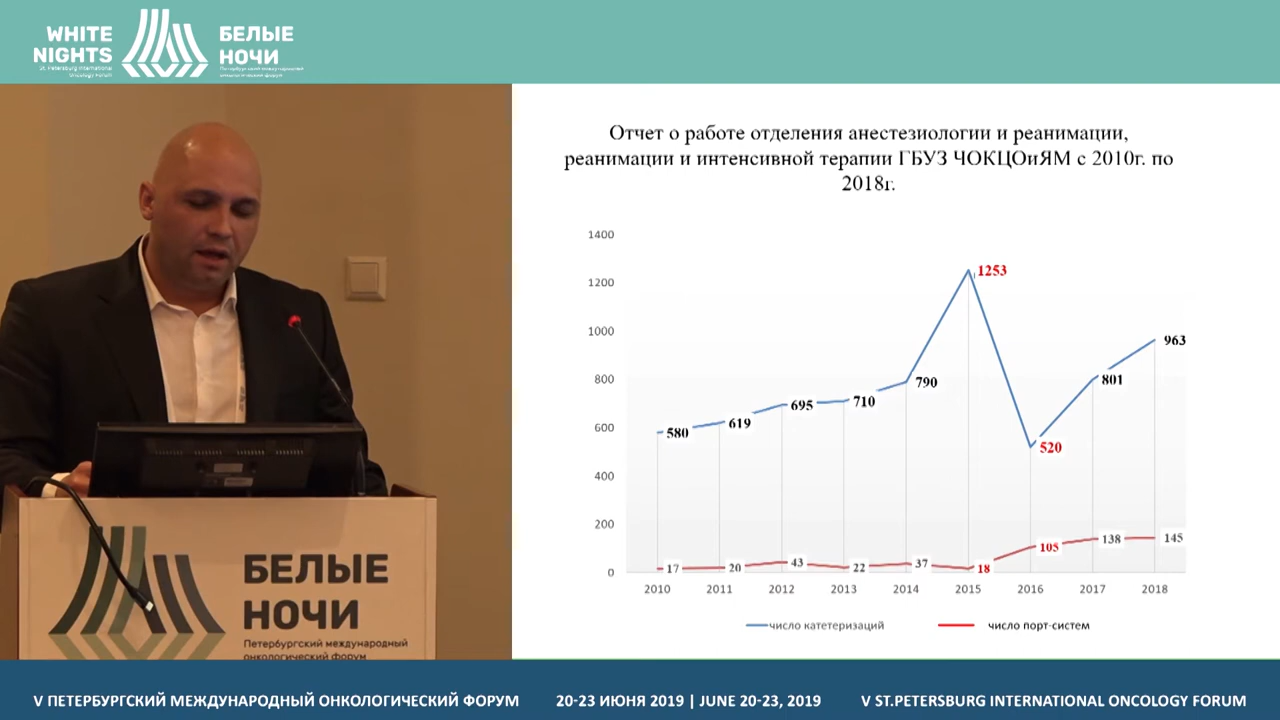 WHITE
NIGHTS
St. Petersburg International
Oncology Forum
БЕЛЫЕ
НОЧИ
Петербургский международный
онкологический форум
Отчет о работе отделения анестезиологии и реанимации,
реанимации и интенсивной терапии ГБУЗ ЧОКЦОиЯМ с 2010г. по
2018г.
1400
1200
1000
800
600
400
200
0
580
619
695
710
790
1253
520
801
963
17
20
43
22
37
18
105
138
145
2010
2011
2012
2013
2014
2015
2016
2017
2018
число катетеризаций
число порт-систем
БЕЛЫЕ
НОЧИ
Петербургский международный
онкологический форум
V ПЕТЕРБУРГСКИЙ МЕЖДУНАРОДНЫЙ ОНКОЛОГИЧЕСКИЙ ФОРУМ
20-23 ИЮНЯ 2019 | JUNE 20-23, 2019
V ST.PETERSBURG INTERNATIONAL ONCOLOGY FORUM